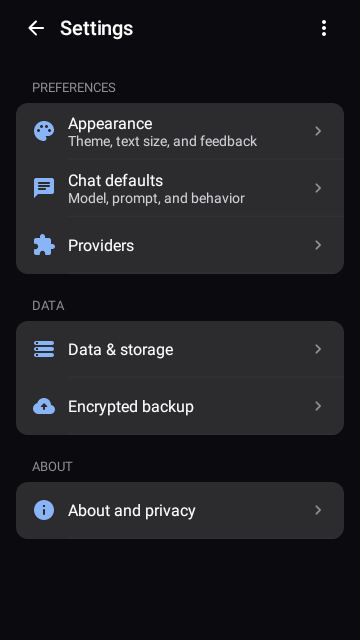 Settings
PREFERENCES
Appearance
Theme, text size, and feedback
Chat defaults
Model, prompt, and behavior
Providers
DATA
Data & storage
Encrypted backup
ABOUT
About and privacy